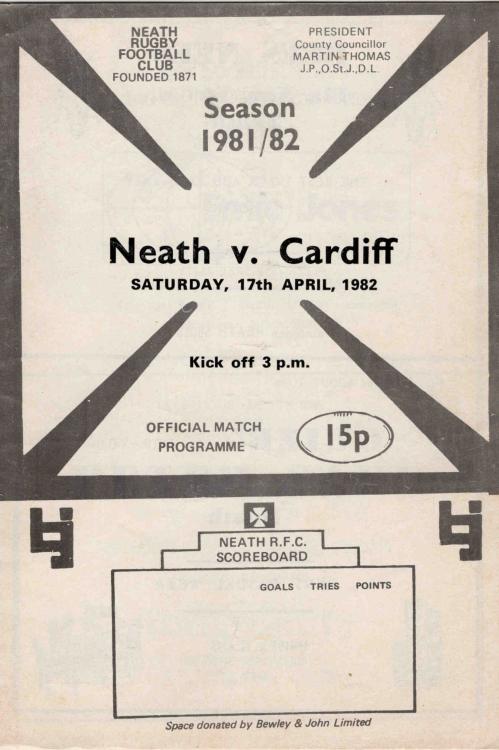 NEATH
RUGBY
FOOTBALL
CLUB
FOUNDED 1871
PRESIDENT
County Councillor
MARTIN THOMAS
J.P.,O.St.J.,D.L.
Season
1981/82
Neath v. Cardiff
SATURDAY, 17th APRIL, 1982
Kick off 3 p.m.
OFFICIAL MATCH
PROGRAMME
15p
NEATH R.F.C.
SCOREBOARD
GOALS TRIES POINTS
Space donated by Bewley & John Limited